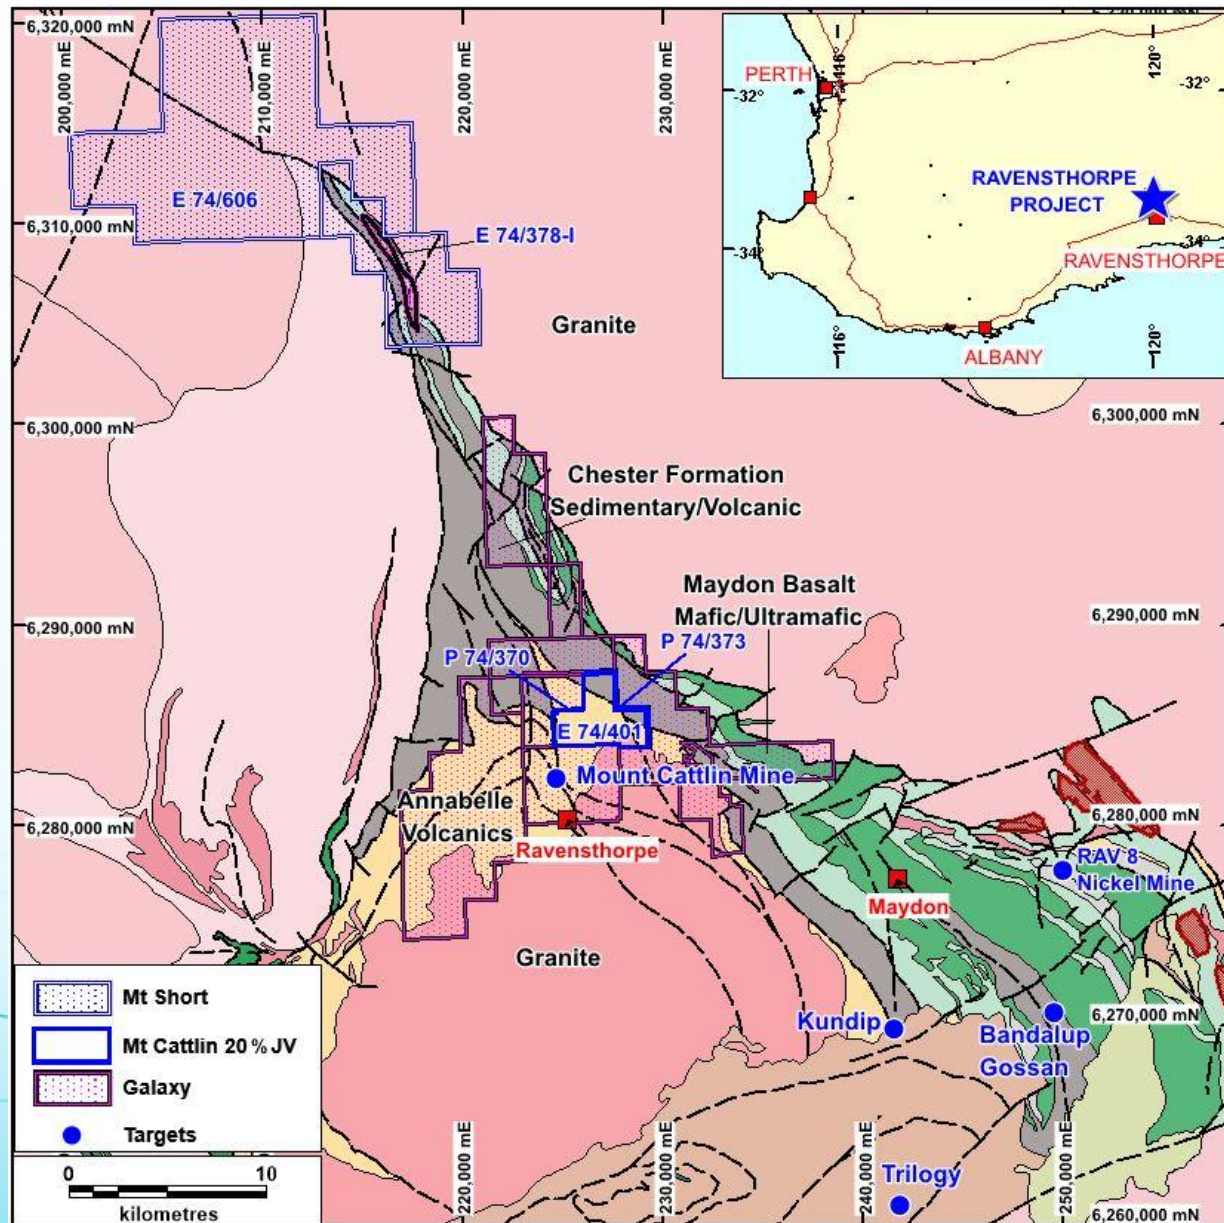 6,320,000 mN
200,000 mE
210,000 mE
220,000 mE
230,000 mE
PERTH
116°
120°
-32°
-32°
RAVENSTHORPE
PROJECT
-34°
-34°
RAVENSTHORPE
ALBANY
116°
120°
E 74/606
6,310,000 mN
E 74/378-I
Granite
6,300,000 mN
6,300,000 mN
Chester Formation
Sedimentary/Volcanic
Maydon Basalt
Mafic/Ultramafic
6,290,000 mN
6,290,000 mN
P 74/370
P 74/373
E 74/401
Mount Cattlin Mine
Annabelle
Volcanics
6,280,000 mN
6,280,000 mN
Ravensthorpe
RAV 8
Nickel Mine
Maydon
Granite
6,270,000 mN
Kundip
Bandalup
Gossan
Trilogy
220,000 mE
230,000 mE
240,000 mE
250,000 mE
6,260,000 mN
Mt Short
Mt Cattlin 20% JV
Galaxy
Targets
0 10
kilometres